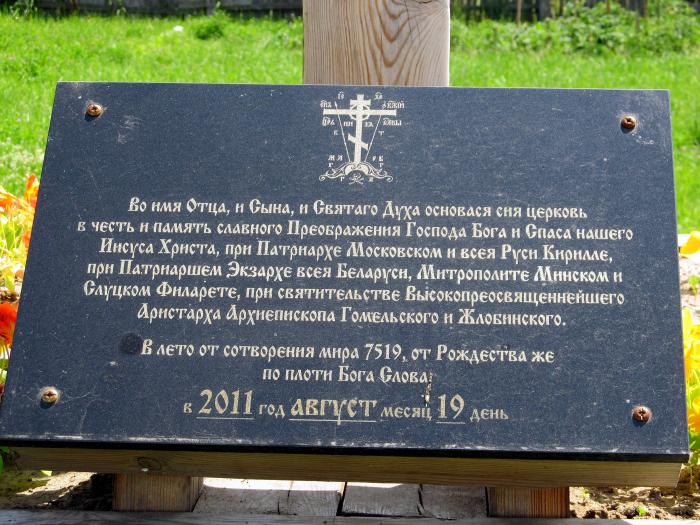 Во имя Отца, и Сына, и Святаго Духа основася сия церковь
в честь и память славного Преображения Господа Бога и Спаса нашего
Иисуса Христа, при Патриархе Московском и всея Руси Кирилле,
при Патриаршем Экзархе всея Беларуси, Митрополите Минском и
Слуцком Филарете, при святительстве Высокопреосвященнейшего
Аристарха Архиепископа Гомельского и Жлобинского.
В лето от сотворения мира 7519, от Рождества же
по плоти Бога Слова
в 2011 год август месяц 19 день